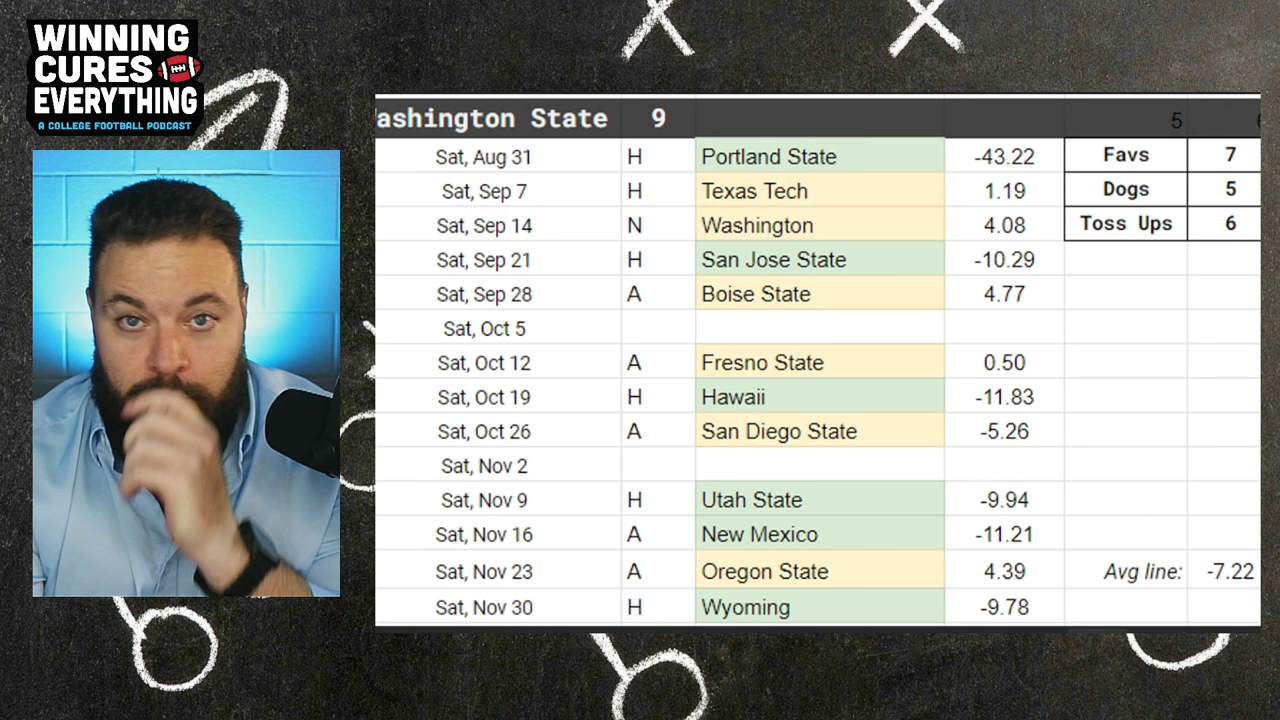 WINNING
CURES
EVERYTHING
A COLLEGE FOOTBALL PODCAST
ashington State 9 5
Sat, Aug 31 H Portland State -43.22 Favs 7
Sat, Sep 7 H Texas Tech 1.19 Dogs 5
Sat, Sep 14 N Washington 4.08 Toss Ups 6
Sat, Sep 21 H San Jose State -10.29
Sat, Sep 28 A Boise State 4.77
Sat, Oct 5
Sat, Oct 12 A Fresno State 0.50
Sat, Oct 19 H Hawaii -11.83
Sat, Oct 26 A San Diego State -5.26
Sat, Nov 2
Sat, Nov 9 H Utah State -9.94
Sat, Nov 16 A New Mexico -11.21
Sat, Nov 23 A Oregon State 4.39 Avg line: -7.22
Sat, Nov 30 H Wyoming -9.78